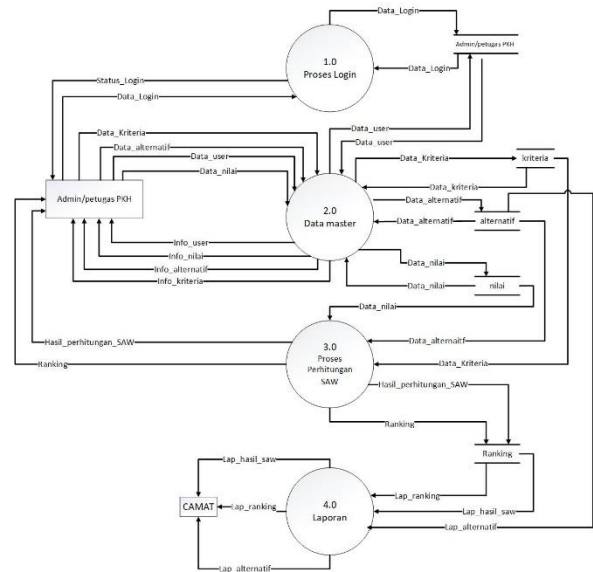 Data_Login
1.0
Proses Login
Admin/petugas PKH
Data_Login
Status_Login
Data_Login
Data_user
Data_user
Data_Kriteria
Data_alternatif
Data_user
Data_nilai
Admin/petugas PKH
2.0
Data master
Data_Kriteria
kriteria
Data_kriteria
Data_alternatif
Data_alternatif
alternatif
Info_user
Info_nilai
Info_alternatif
Info_kriteria
Data_nilai
Data_nilai
nilai
Data_nilai
3.0
Proses
Perhitungan
SAW
Hasil_perhitungan_SAW
Ranking
Data_alternaitf
Data_Kriteria
Hasil_perhitungan_SAW
Ranking
Ranking
Lap_hasil_saw
CAMAT
Lap_ranking
Lap_alternatif
4.0
Laporan
Lap_ranking
Lap_hasil_saw
Lap_alternatif